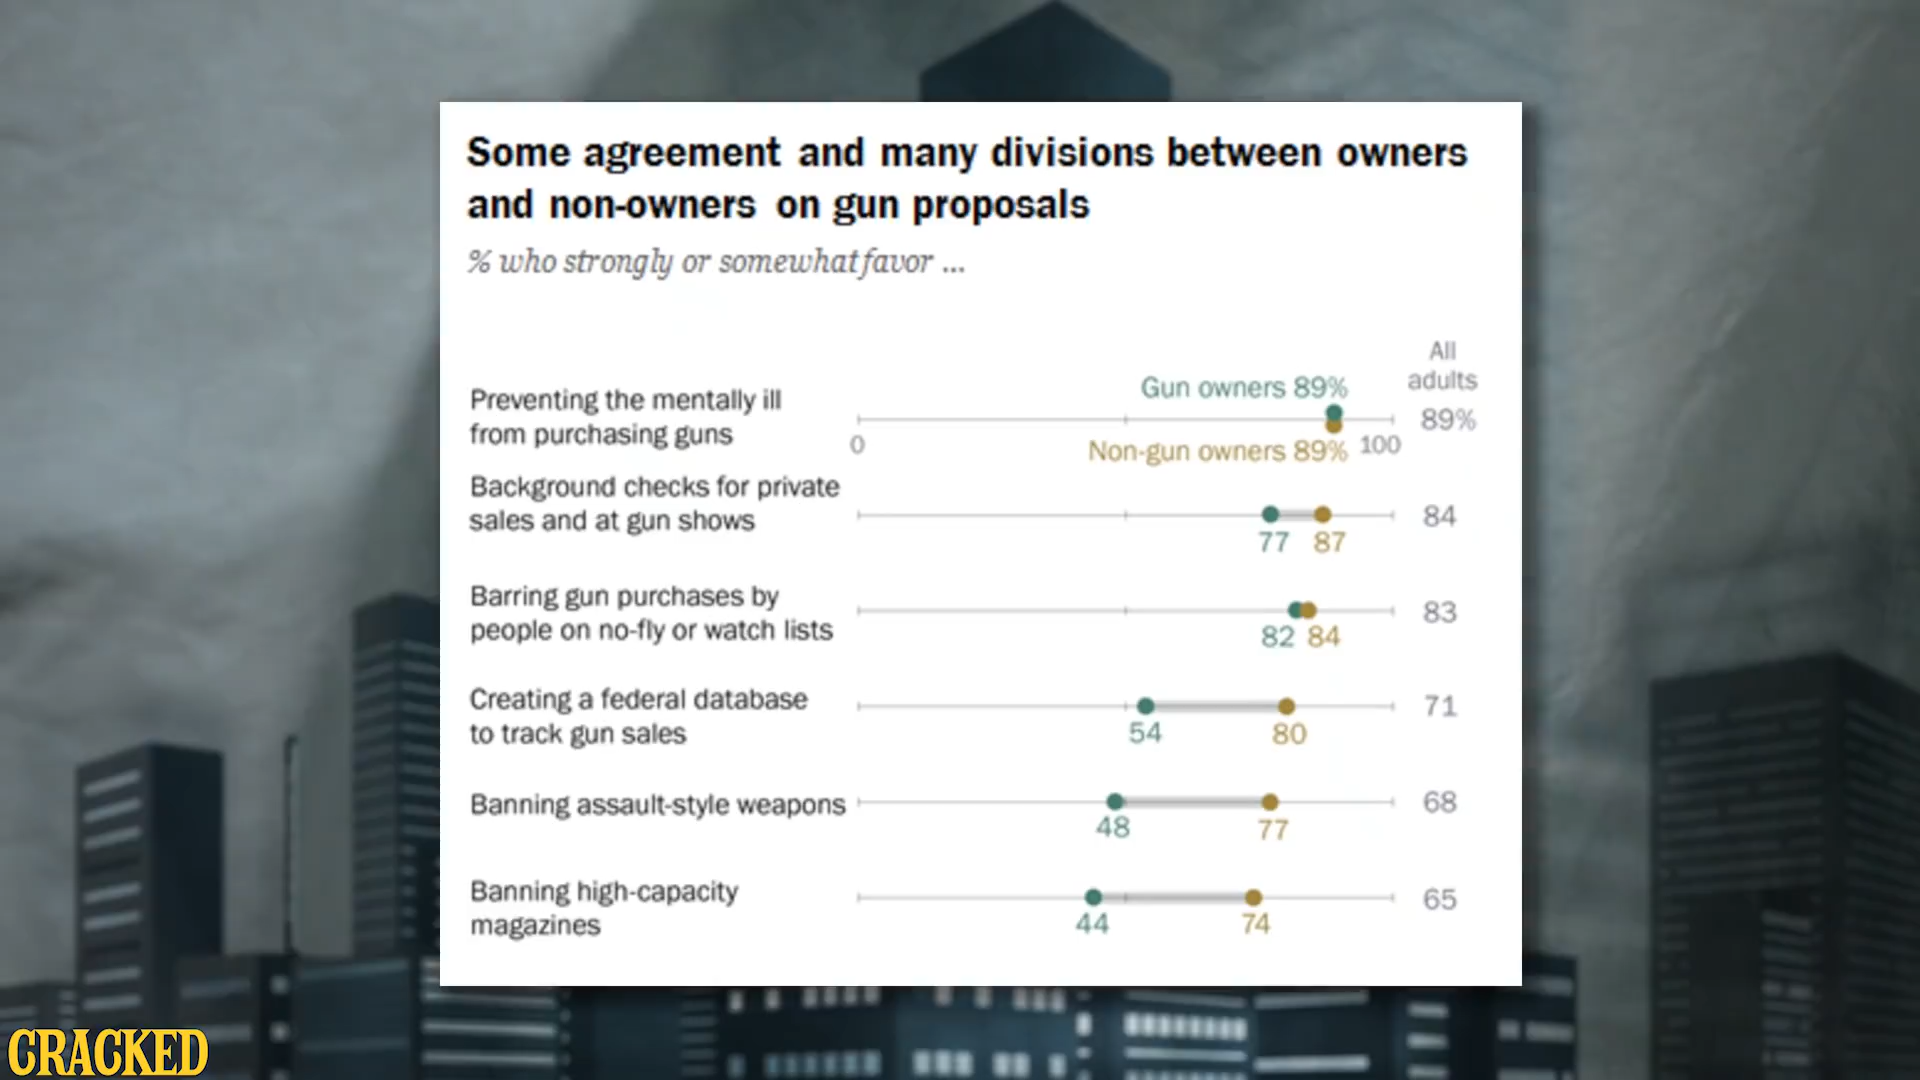 Some agreement and many divisions between owners
and non-owners on gun proposals
% who strongly or somewhat favor ...
All
adults
Preventing the mentally ill
from purchasing guns
Gun owners 89%
89%
0
Non-gun owners 89%
100
Background checks for private
sales and at gun shows
84
77 87
Barring gun purchases by
people on no-fly or watch lists
83
82 84
Creating a federal database
to track gun sales
71
54 80
Banning assault-style weapons
68
48 77
Banning high-capacity
magazines
65
44 74
CRACKED